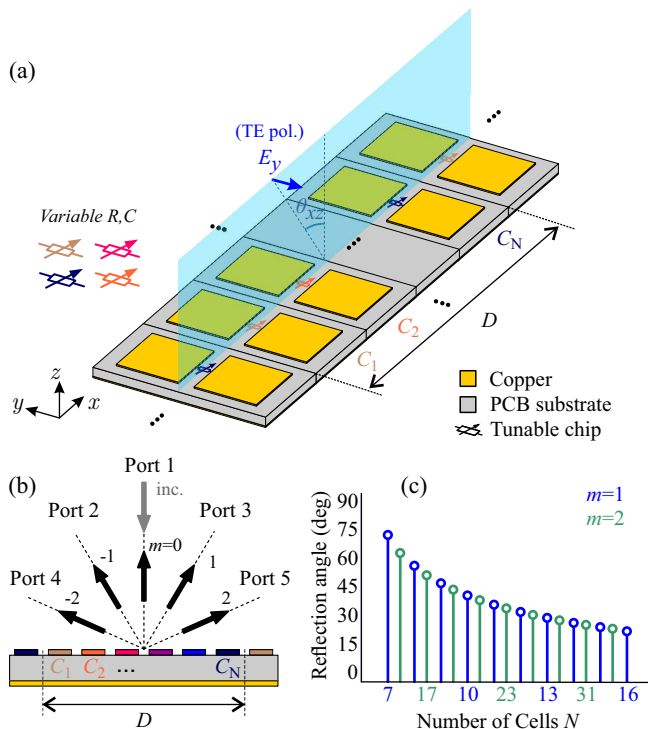 (a)
(TE pol.)
E_y
θ_xz
Variable R,C
C_N
D
C_2
C_1
z
y
x
Copper
PCB substrate
Tunable chip
(b)
Port 1
inc.
Port 2
Port 3
m=0
-1
1
Port 4
Port 5
-2
2
C_1 C_2 ... C_N
D
(c)
m=1
m=2
Reflection angle (deg)
90
75
60
45
30
15
0
7 17 10 23 13 31 16
Number of Cells N